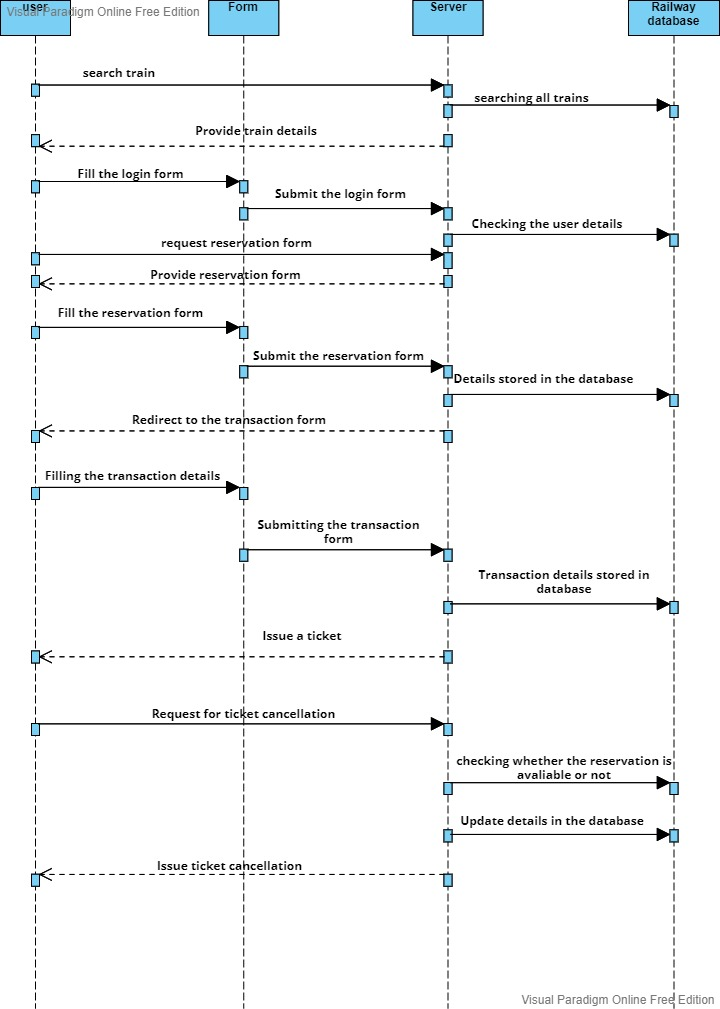 user
Visual Paradigm Online Free Edition
Form
Server
Railway
database
search train
searching all trains
Provide train details
Fill the login form
Submit the login form
Checking the user details
request reservation form
Provide reservation form
Fill the reservation form
Submit the reservation form
Details stored in the database
Redirect to the transaction form
Filling the transaction details
Submitting the transaction
form
Transaction details stored in
database
Issue a ticket
Request for ticket cancellation
checking whether the reservation is
avaliable or not
Update details in the database
Issue ticket cancellation
Visual Paradigm Online Free Edition